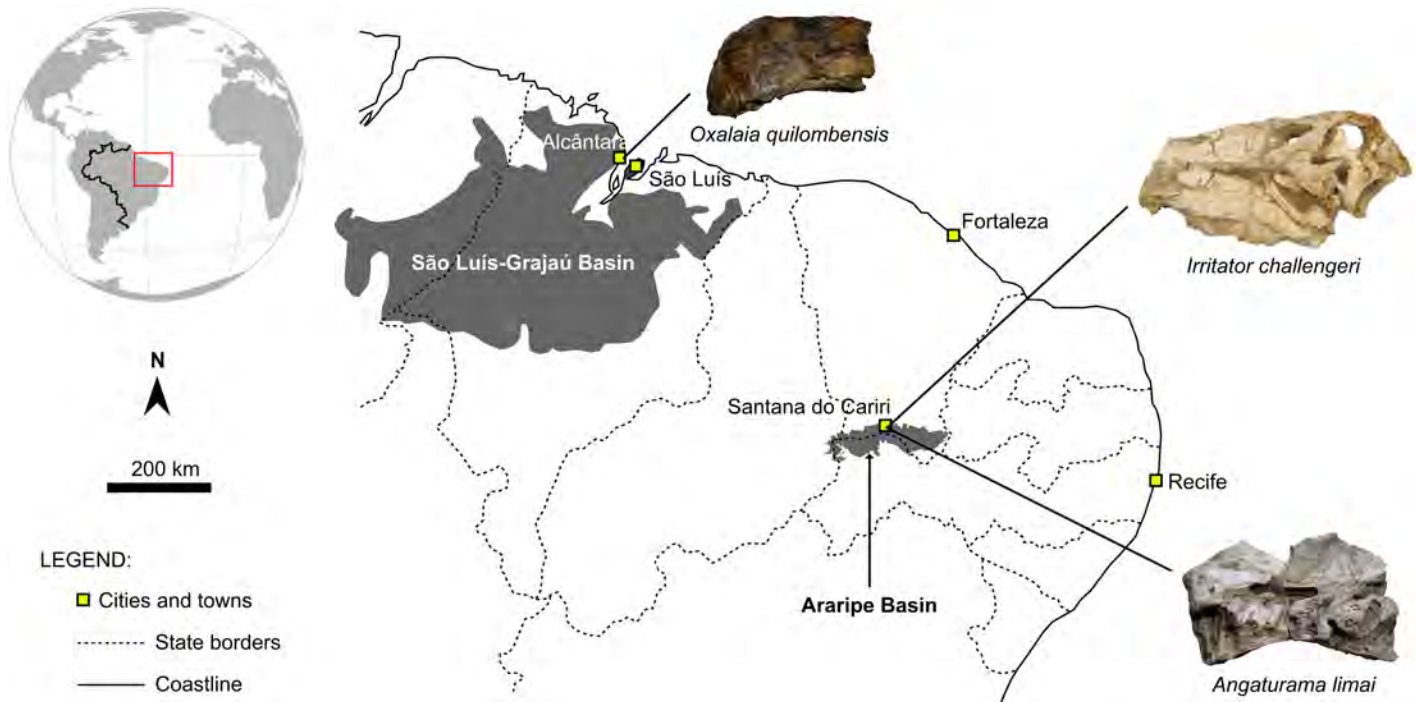 Alcântara
São Luís
Oxalaia quilombensis
Fortaleza
São Luís-Grajaú Basin
Irritator challengeri
N
200 km
Santana do Cariri
Recife
Araripe Basin
Angaturama limai
LEGEND:
Cities and towns
State borders
Coastline